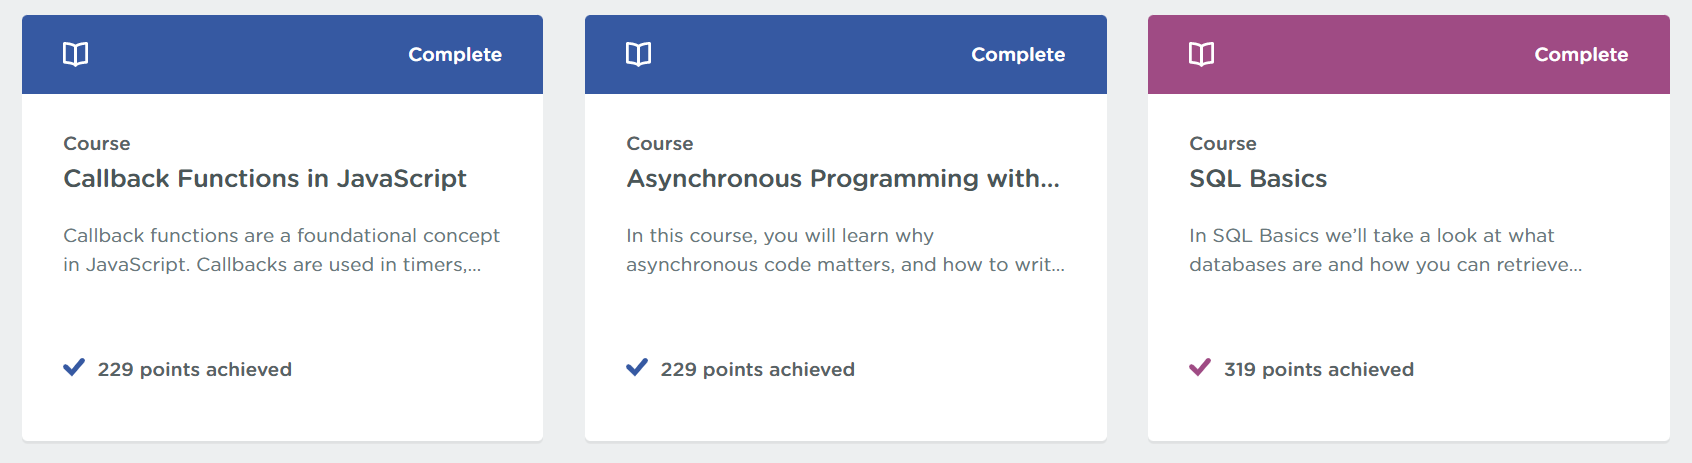 Complete
Course
Callback Functions in JavaScript
Callback functions are a foundational concept
in JavaScript. Callbacks are used in timers,...
229 points achieved
Complete
Course
Asynchronous Programming with...
In this course, you will learn why
asynchronous code matters, and how to writ...
229 points achieved
Complete
Course
SQL Basics
In SQL Basics we’ll take a look at what
databases are and how you can retrieve...
319 points achieved